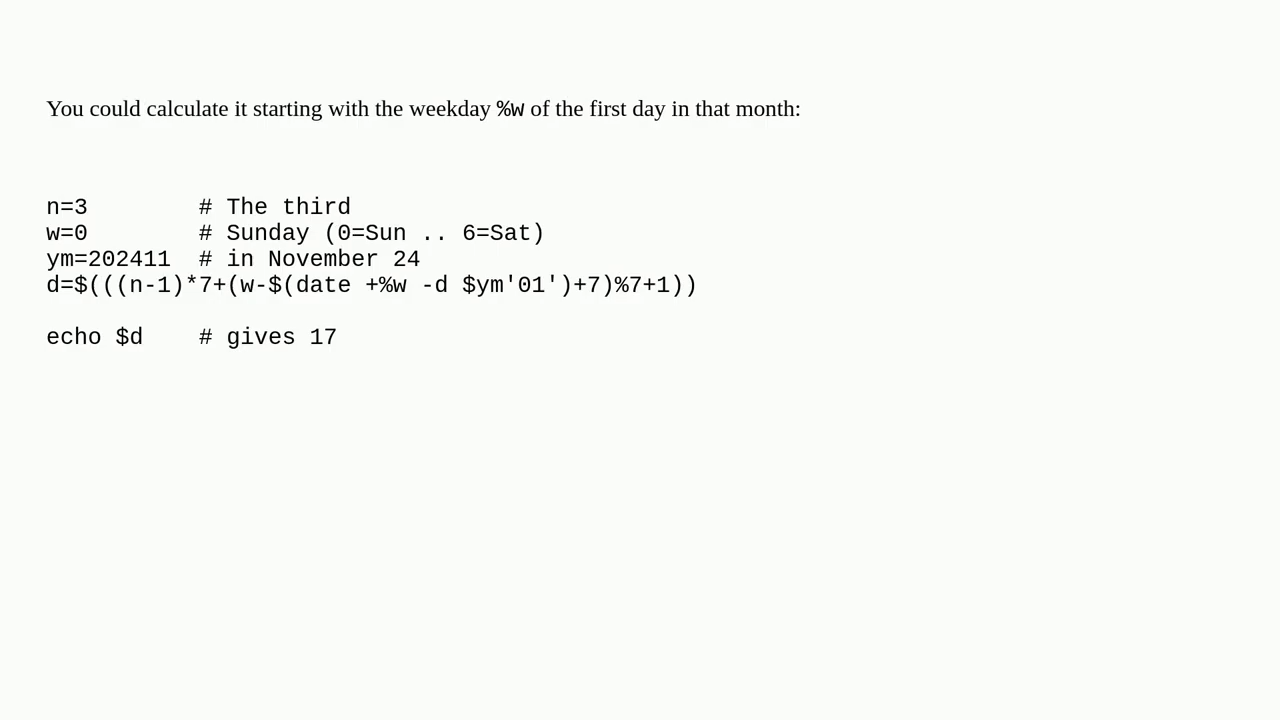 You could calculate it starting with the weekday %w of the first day in that month:
n=3        # The third
w=0        # Sunday (0=Sun .. 6=Sat)
ym=202411  # in November 24
d=$(((n-1)*7+(w-$(date +%w -d $ym'01')+7)%7+1))
echo $d    # gives 17